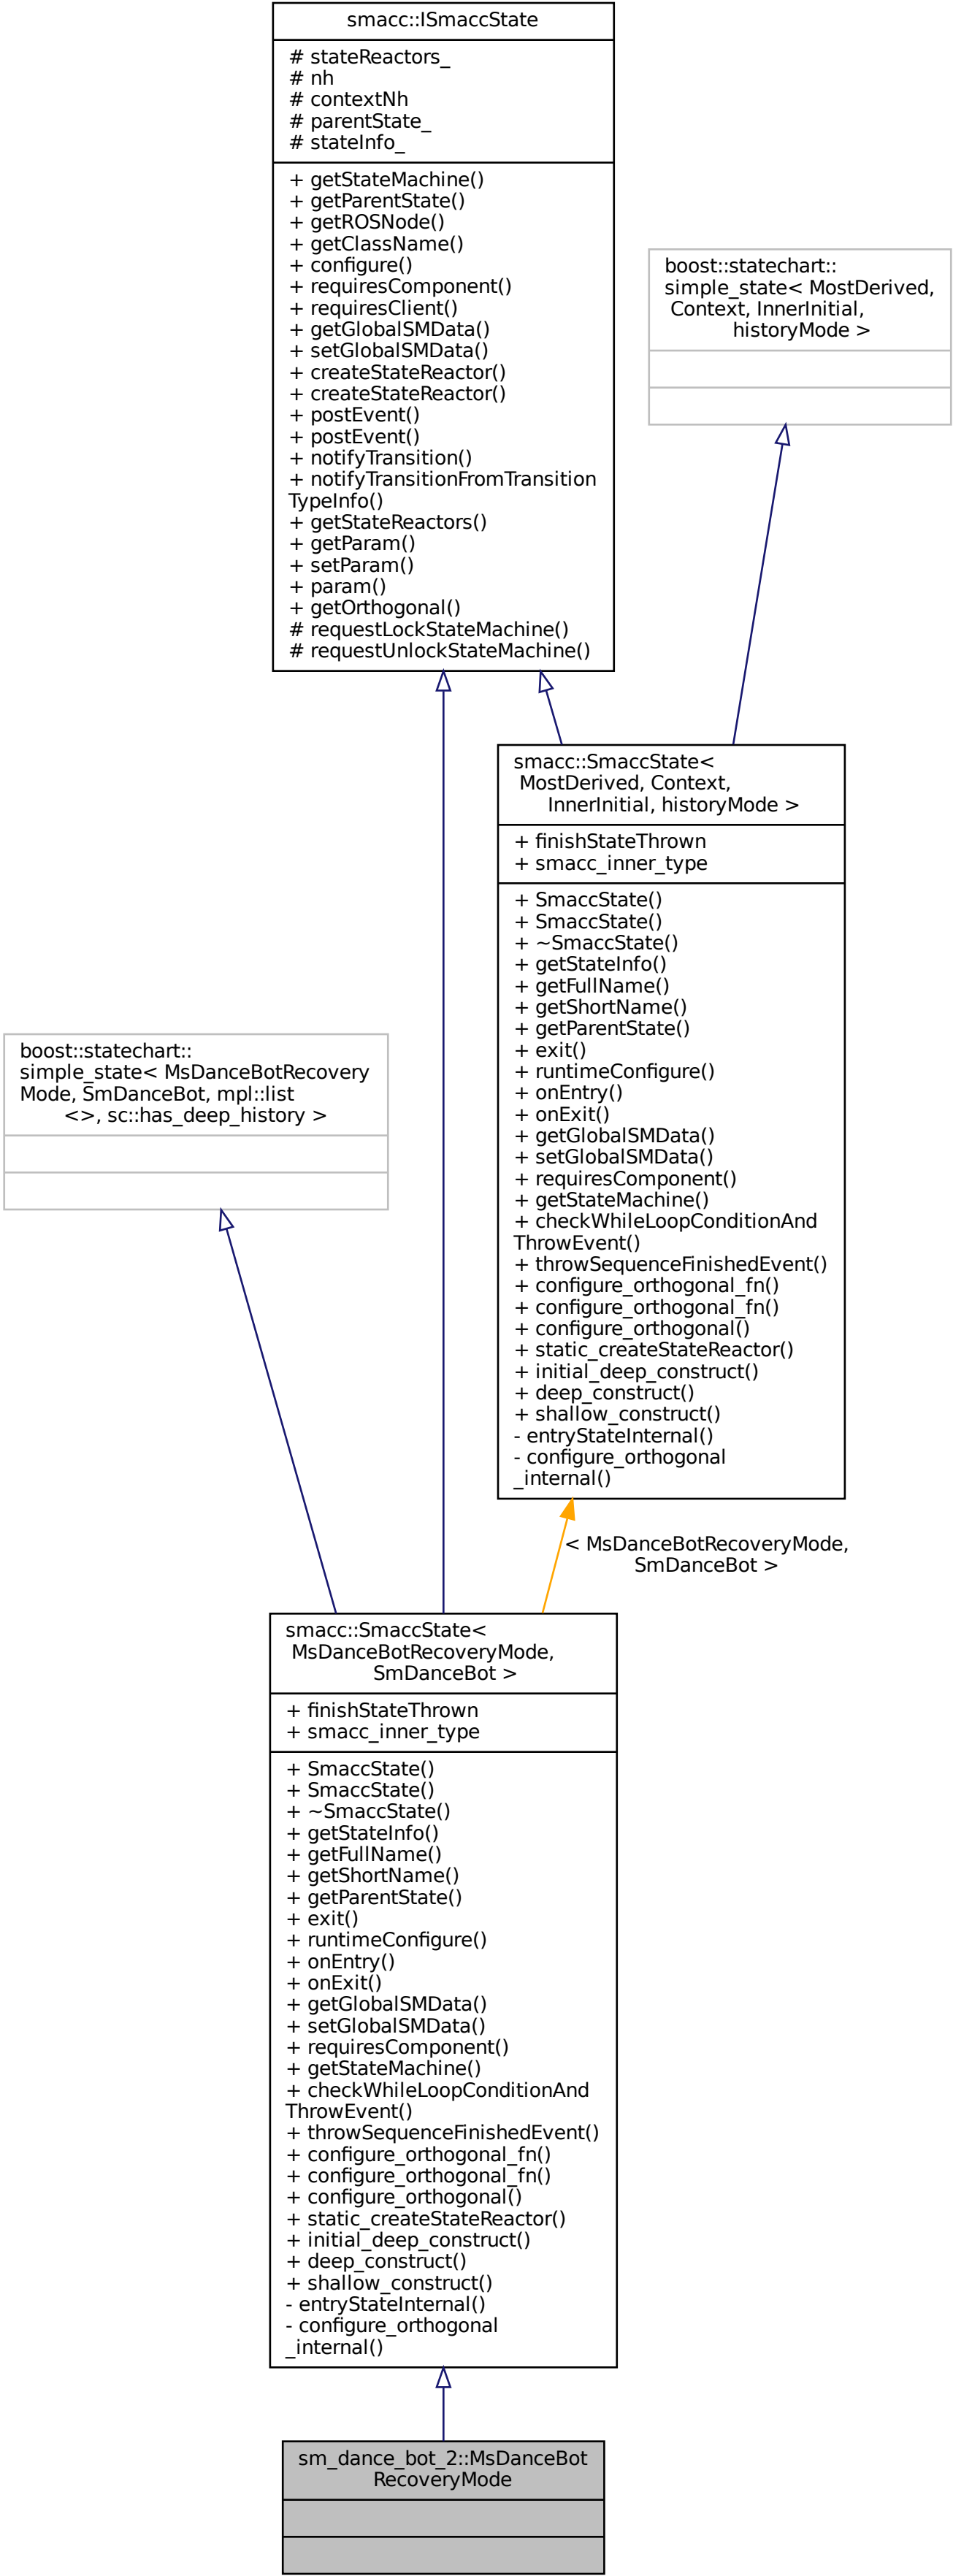 smacc::ISmaccState
# stateReactors_
# nh
# contextNh
# parentState_
# stateInfo_
+ getStateMachine()
+ getParentState()
+ getROSNode()
+ getClassName()
+ configure()
+ requiresComponent()
+ requiresClient()
+ getGlobalSMData()
+ setGlobalSMData()
+ createStateReactor()
+ createStateReactor()
+ postEvent()
+ postEvent()
+ notifyTransition()
+ notifyTransitionFromTransition
TypeInfo()
+ getStateReactors()
+ getParam()
+ setParam()
+ param()
+ getOrthogonal()
# requestLockStateMachine()
# requestUnlockStateMachine()
boost::statechart::
simple_state< MostDerived,
Context, InnerInitial,
historyMode >
smacc::SmaccState<
MostDerived, Context,
InnerInitial, historyMode >
+ finishStateThrown
+ smacc_inner_type
+ SmaccState()
+ SmaccState()
+ ~SmaccState()
+ getStateInfo()
+ getFullName()
+ getShortName()
+ getParentState()
+ exit()
+ runtimeConfigure()
+ onEntry()
+ onExit()
+ getGlobalSMData()
+ setGlobalSMData()
+ requiresComponent()
+ getStateMachine()
+ checkWhileLoopConditionAnd
ThrowEvent()
+ throwSequenceFinishedEvent()
+ configure_orthogonal_fn()
+ configure_orthogonal_fn()
+ configure_orthogonal()
+ static_createStateReactor()
+ initial_deep_construct()
+ deep_construct()
+ shallow_construct()
- entryStateInternal()
- configure_orthogonal
_internal()
boost::statechart::
simple_state< MsDanceBotRecovery
Mode, SmDanceBot, mpl::list
<>, sc::has_deep_history >
< MsDanceBotRecoveryMode,
SmDanceBot >
smacc::SmaccState<
MsDanceBotRecoveryMode,
SmDanceBot >
+ finishStateThrown
+ smacc_inner_type
+ SmaccState()
+ SmaccState()
+ ~SmaccState()
+ getStateInfo()
+ getFullName()
+ getShortName()
+ getParentState()
+ exit()
+ runtimeConfigure()
+ onEntry()
+ onExit()
+ getGlobalSMData()
+ setGlobalSMData()
+ requiresComponent()
+ getStateMachine()
+ checkWhileLoopConditionAnd
ThrowEvent()
+ throwSequenceFinishedEvent()
+ configure_orthogonal_fn()
+ configure_orthogonal_fn()
+ configure_orthogonal()
+ static_createStateReactor()
+ initial_deep_construct()
+ deep_construct()
+ shallow_construct()
- entryStateInternal()
- configure_orthogonal
_internal()
sm_dance_bot_2::MsDanceBot
RecoveryMode